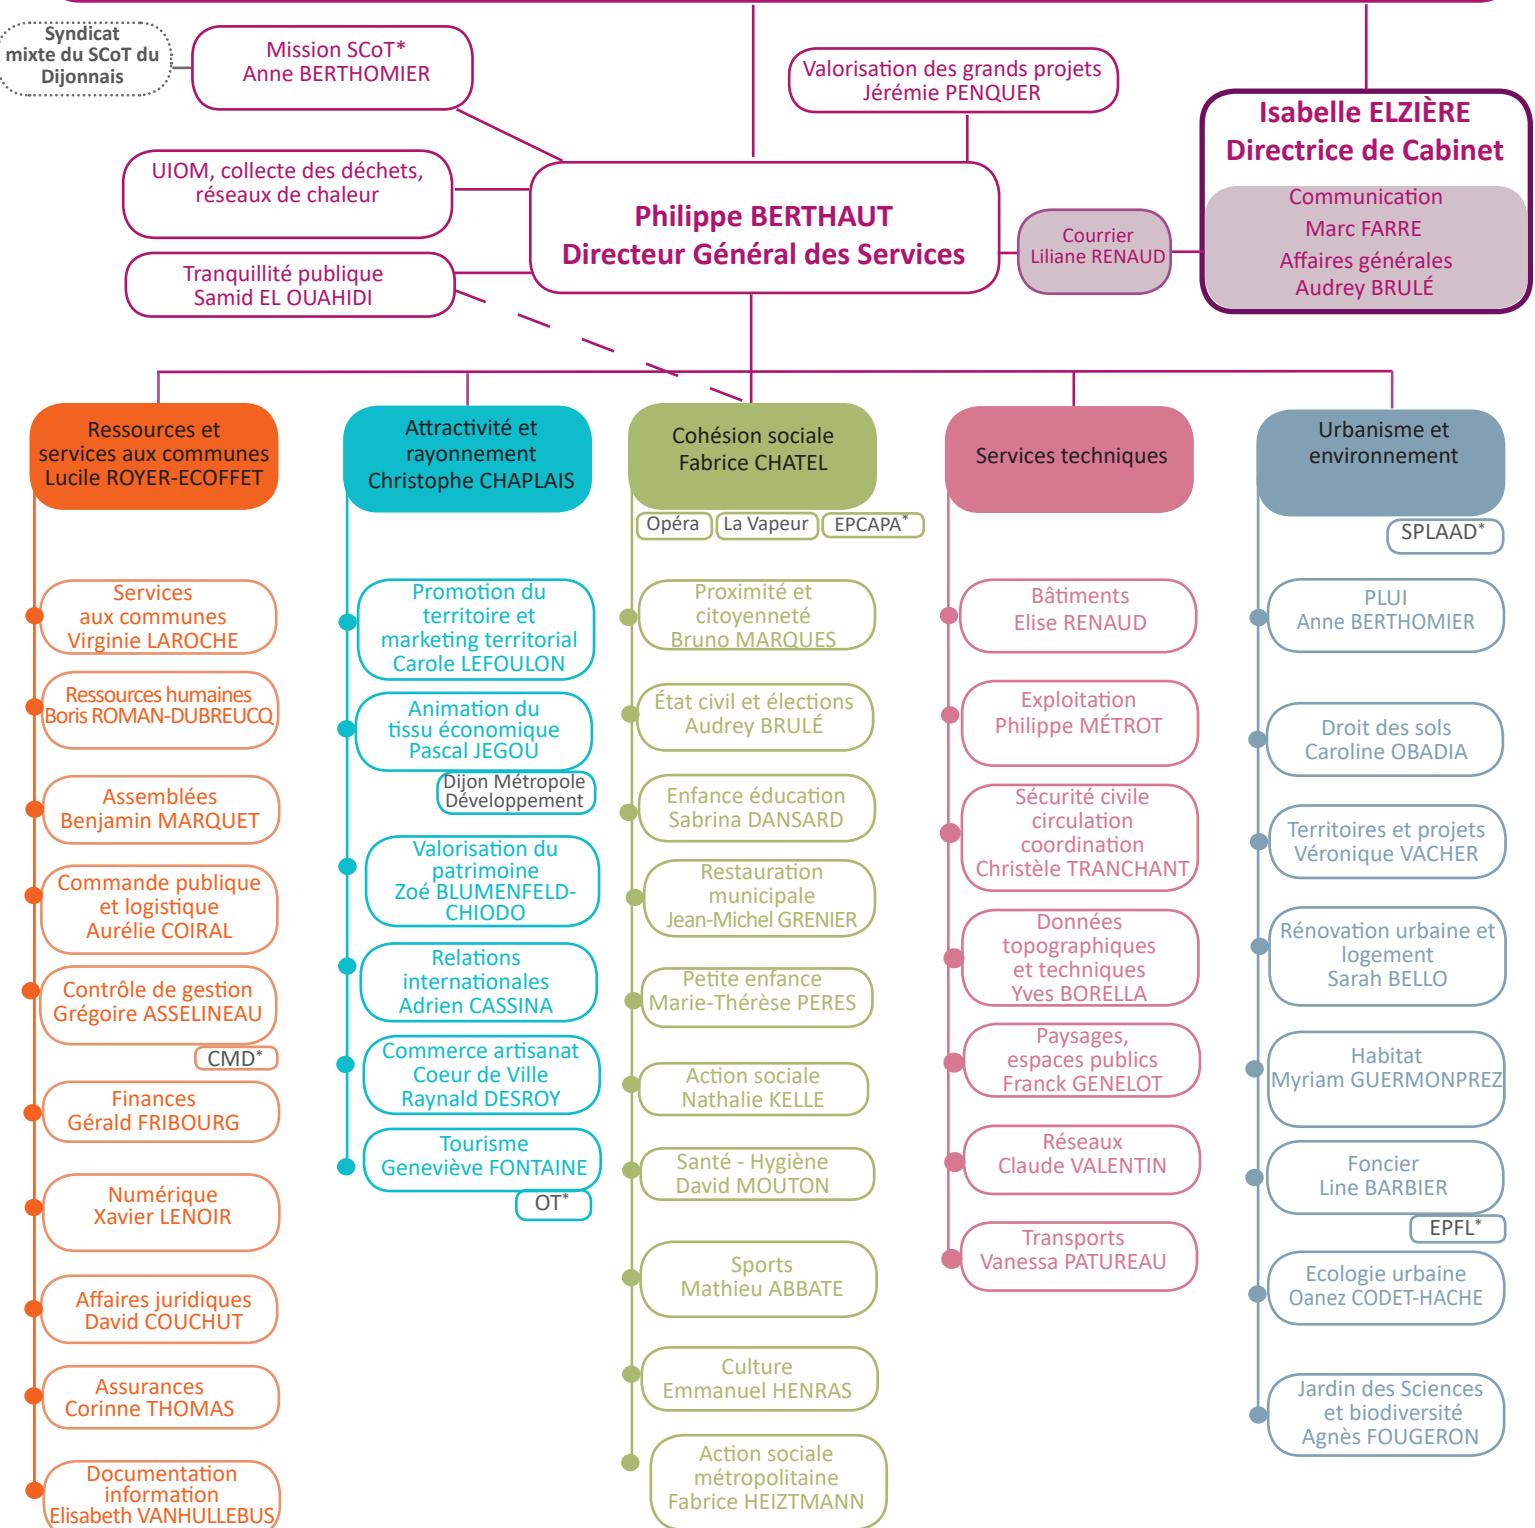 Syndicat
mixte du SCoT du
Dijonnais
Mission SCoT*
Anne BERTHOMIER
Valorisation des grands projets
Jérémie PENQUER
Isabelle ELZIÈRE
Directrice de Cabinet
Communication
Marc FARRE
Affaires générales
Audrey BRULÉ
UIOM, collecte des déchets,
réseaux de chaleur
Philippe BERTHAUT
Directeur Général des Services
Courrier
Liliane RENAUD
Tranquillité publique
Samid EL OUAHIDI
Ressources et
services aux communes
Lucile ROYER-ECOFFET
Services
aux communes
Virginie LAROCHE
Ressources humaines
Boris ROMAN-DUBREUCQ
Assemblées
Benjamin MARQUET
Commande publique
et logistique
Aurélie COIRAL
Contrôle de gestion
Grégoire ASSELINEAU
CMD*
Finances
Gérald FRIBOURG
Numérique
Xavier LENOIR
Affaires juridiques
David COUCHUT
Assurances
Corinne THOMAS
Documentation
information
Elisabeth VANHULLEBUS
Attractivité et
rayonnement
Christophe CHAPLAIS
Promotion du
territoire et
marketing territorial
Carole LEFOULON
Animation du
tissu économique
Pascal JEGOU
Dijon Métropole
Développement
Valorisation du
patrimoine
Zoé BLUMENFELD-
CHIODO
Relations
internationales
Adrien CASSINA
Commerce artisanat
Coeur de Ville
Raynald DESROY
Tourisme
Geneviève FONTAINE
OT*
Cohésion sociale
Fabrice CHATEL
Opéra
La Vapeur
EPCAPA*
Proximité et
citoyenneté
Bruno MARQUES
État civil et élections
Audrey BRULÉ
Enfance éducation
Sabrina DANSARD
Restauration
municipale
Jean-Michel GRENIER
Petite enfance
Marie-Thérèse PERES
Action sociale
Nathalie KELLE
Santé - Hygiène
David MOUTON
Sports
Mathieu ABBATE
Culture
Emmanuel HENRAS
Action sociale
métropolitaine
Fabrice HEIZTMANN
Services techniques
Bâtiments
Elise RENAUD
Exploitation
Philippe MÉTROT
Sécurité civile
circulation
coordination
Christèle TRANCHANT
Données
topographiques
et techniques
Yves BORELLA
Paysages,
espaces publics
Franck GENELOT
Réseaux
Claude VALENTIN
Transports
Vanessa PATUREAU
Urbanisme et
environnement
SPLAAD*
PLUI
Anne BERTHOMIER
Droit des sols
Caroline OBADIA
Territoires et projets
Véronique VACHER
Rénovation urbaine et
logement
Sarah BELLO
Habitat
Myriam GUERMONPREZ
Foncier
Line BARBIER
EPFL*
Ecologie urbaine
Oanez CODET-HACHE
Jardin des Sciences
et biodiversité
Agnès FOUGERON